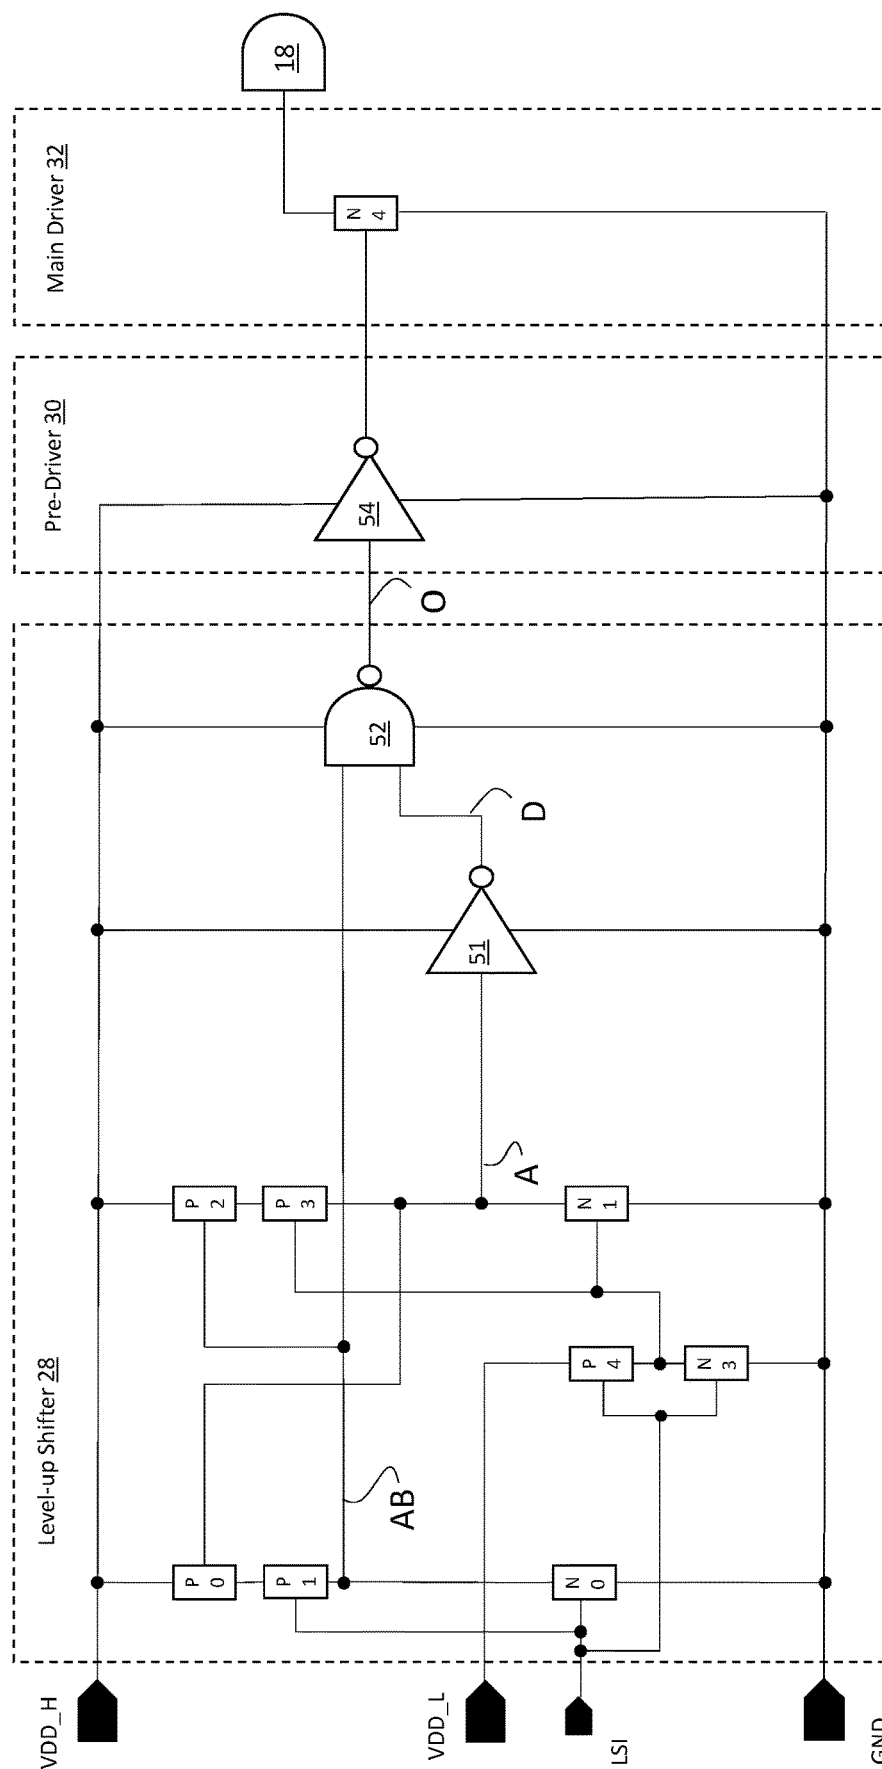 Level-up Shifter 28
Pre-Driver 30
Main Driver 32
VDD_H
VDD_L
LSI
GND
P 0
P 1
N 0
AB
P 2
P 3
N 1
P 4
N 3
A
51
D
52
O
54
N 4
18